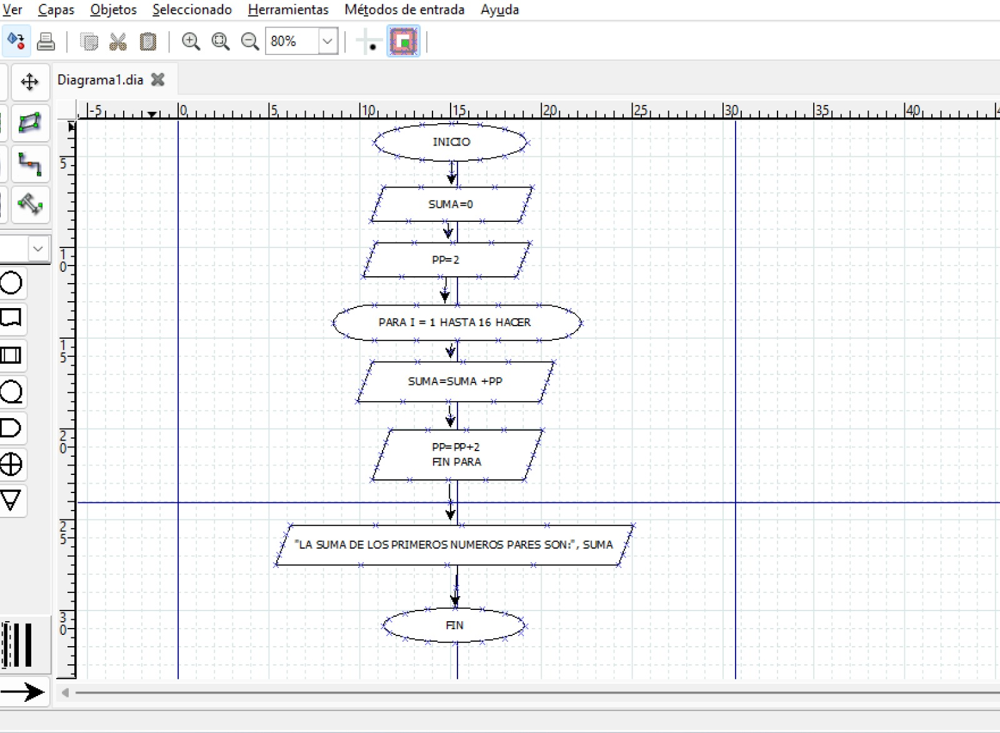 Ver Capas Objetos Seleccionado Herramientas Métodos de entrada Ayuda
80%
Diagrama1.dia
-5 0 5 10 15 20 25 30 35 40
5
10
15
20
25
30
INICIO
SUMA=0
PP=2
PARA I = 1 HASTA 16 HACER
SUMA=SUMA +PP
PP=PP+2
FIN PARA
"LA SUMA DE LOS PRIMEROS NUMEROS PARES SON:", SUMA
FIN